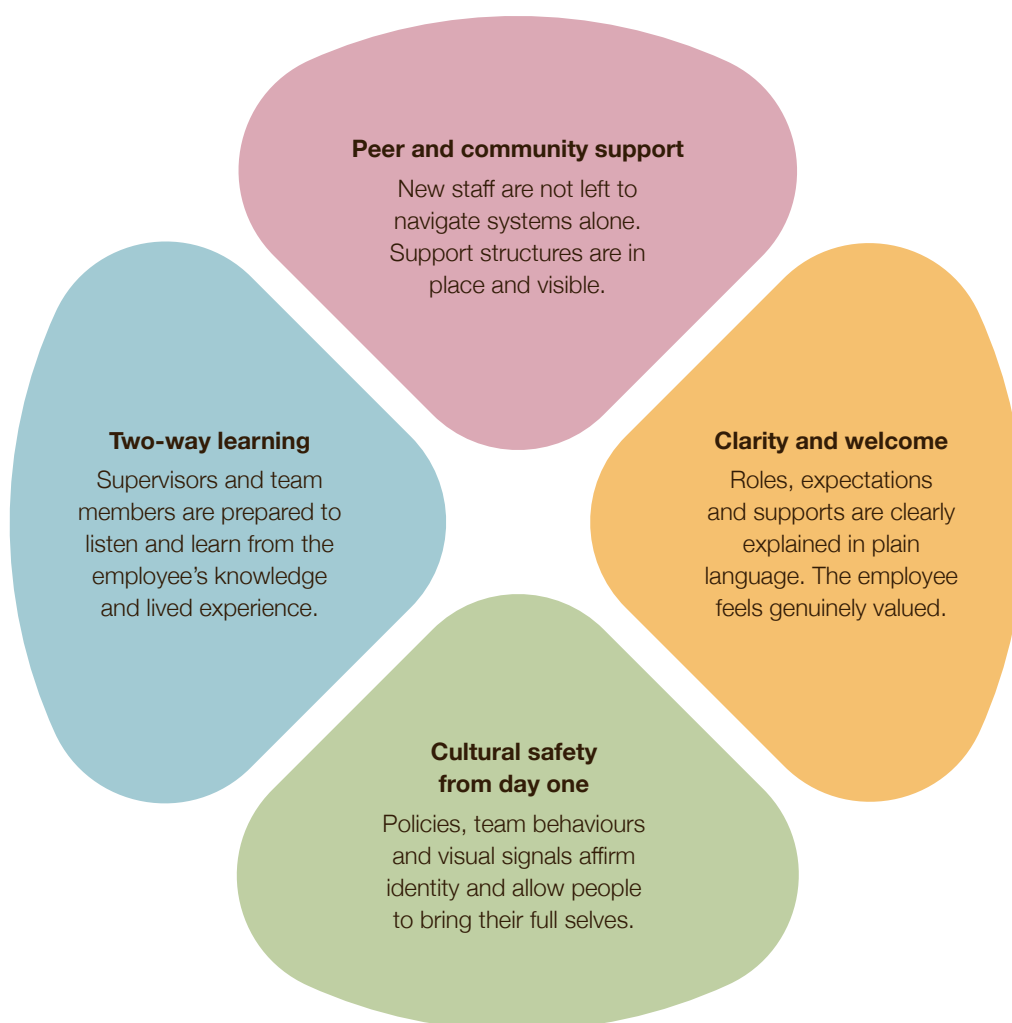 Peer and community support
New staff are not left to
navigate systems alone.
Support structures are in
place and visible.
Two-way learning
Supervisors and team
members are prepared to
listen and learn from the
employee’s knowledge
and lived experience.
Clarity and welcome
Roles, expectations
and supports are clearly
explained in plain
language. The employee
feels genuinely valued.
Cultural safety
from day one
Policies, team behaviours
and visual signals affirm
identity and allow people
to bring their full selves.